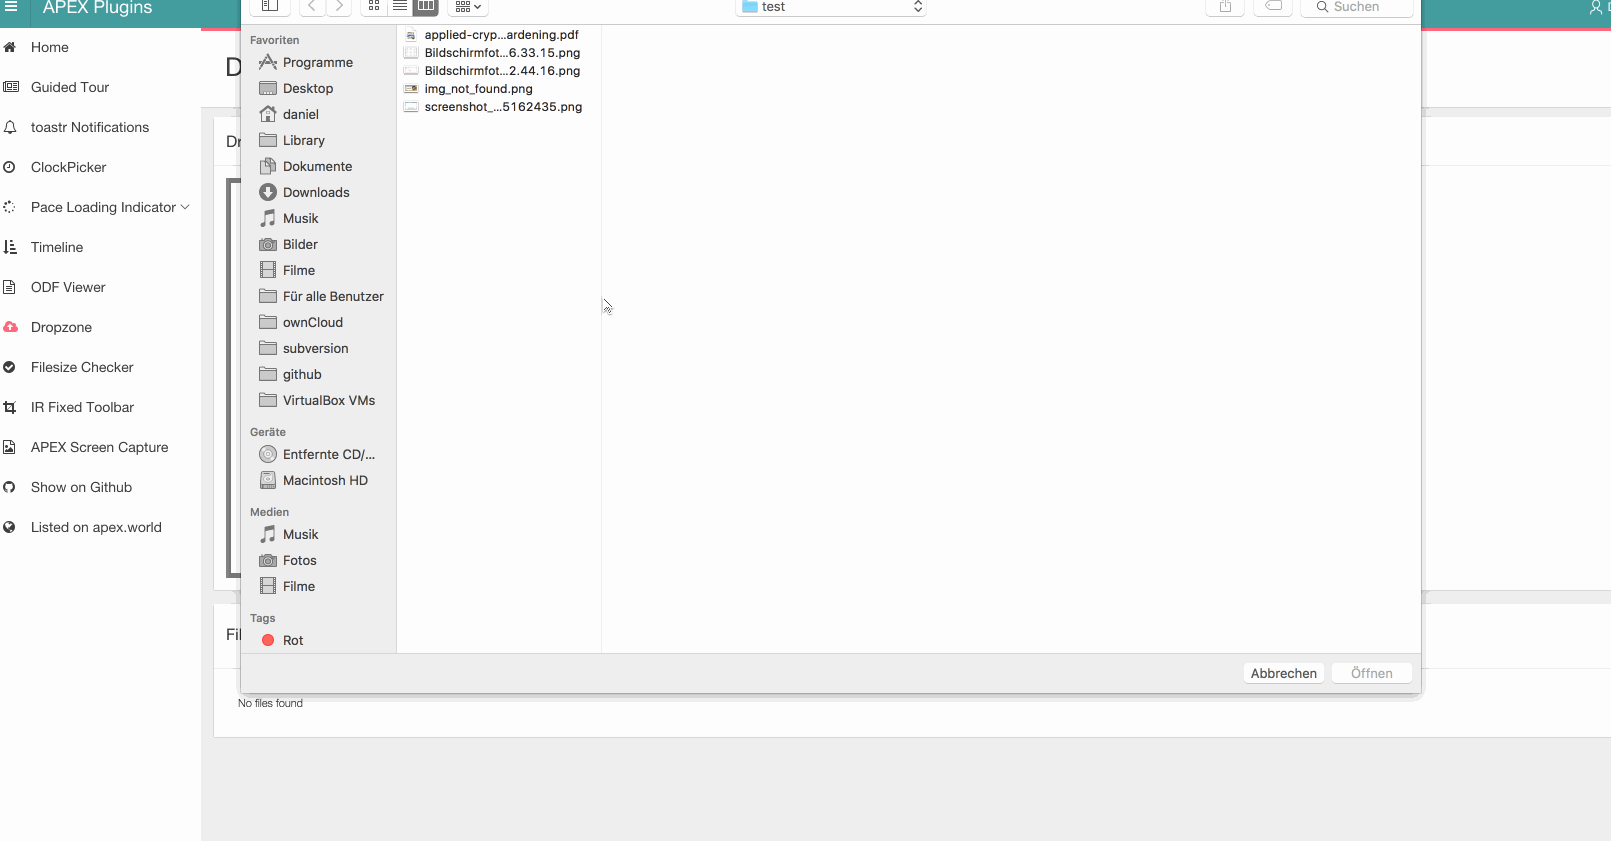 APEX Plugins
test
Suchen
Home
Guided Tour
toastr Notifications
ClockPicker
Pace Loading Indicator
Timeline
ODF Viewer
Dropzone
Filesize Checker
IR Fixed Toolbar
APEX Screen Capture
Show on Github
Listed on apex.world
Favoriten
Programme
Desktop
daniel
Library
Dokumente
Downloads
Musik
Bilder
Filme
Für alle Benutzer
ownCloud
subversion
github
VirtualBox VMs
Geräte
Entfernte CD/...
Macintosh HD
Medien
Musik
Fotos
Filme
Tags
Rot
applied-cryp...ardening.pdf
Bildschirmfot...6.33.15.png
Bildschirmfot...2.44.16.png
img_not_found.png
screenshot_...5162435.png
Abbrechen
Öffnen
No files found